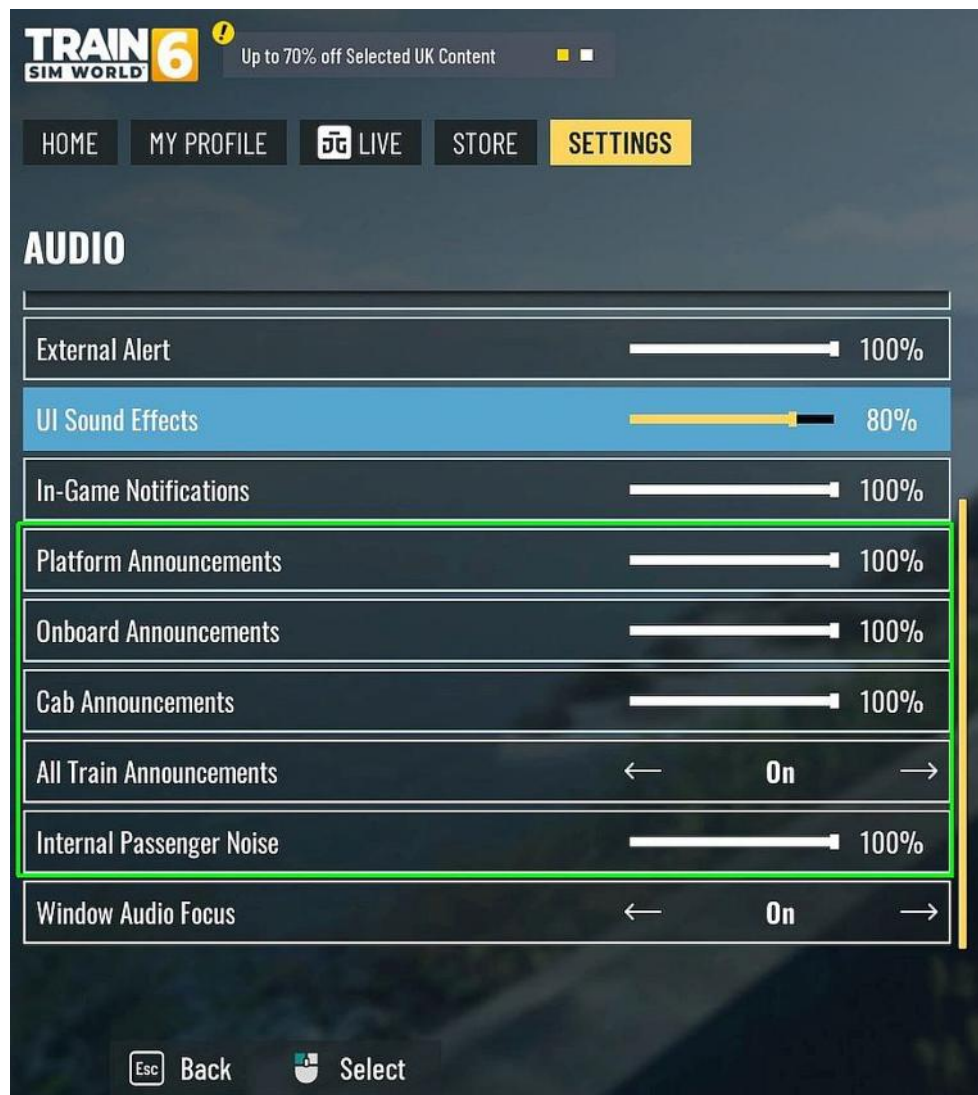 TRAIN 6
SIM WORLD
! Up to 70% off Selected UK Content
HOME MY PROFILE LIVE STORE SETTINGS
AUDIO
External Alert 100%
UI Sound Effects 80%
In-Game Notifications 100%
Platform Announcements 100%
Onboard Announcements 100%
Cab Announcements 100%
All Train Announcements ← On →
Internal Passenger Noise 100%
Window Audio Focus ← On →
Esc Back Select